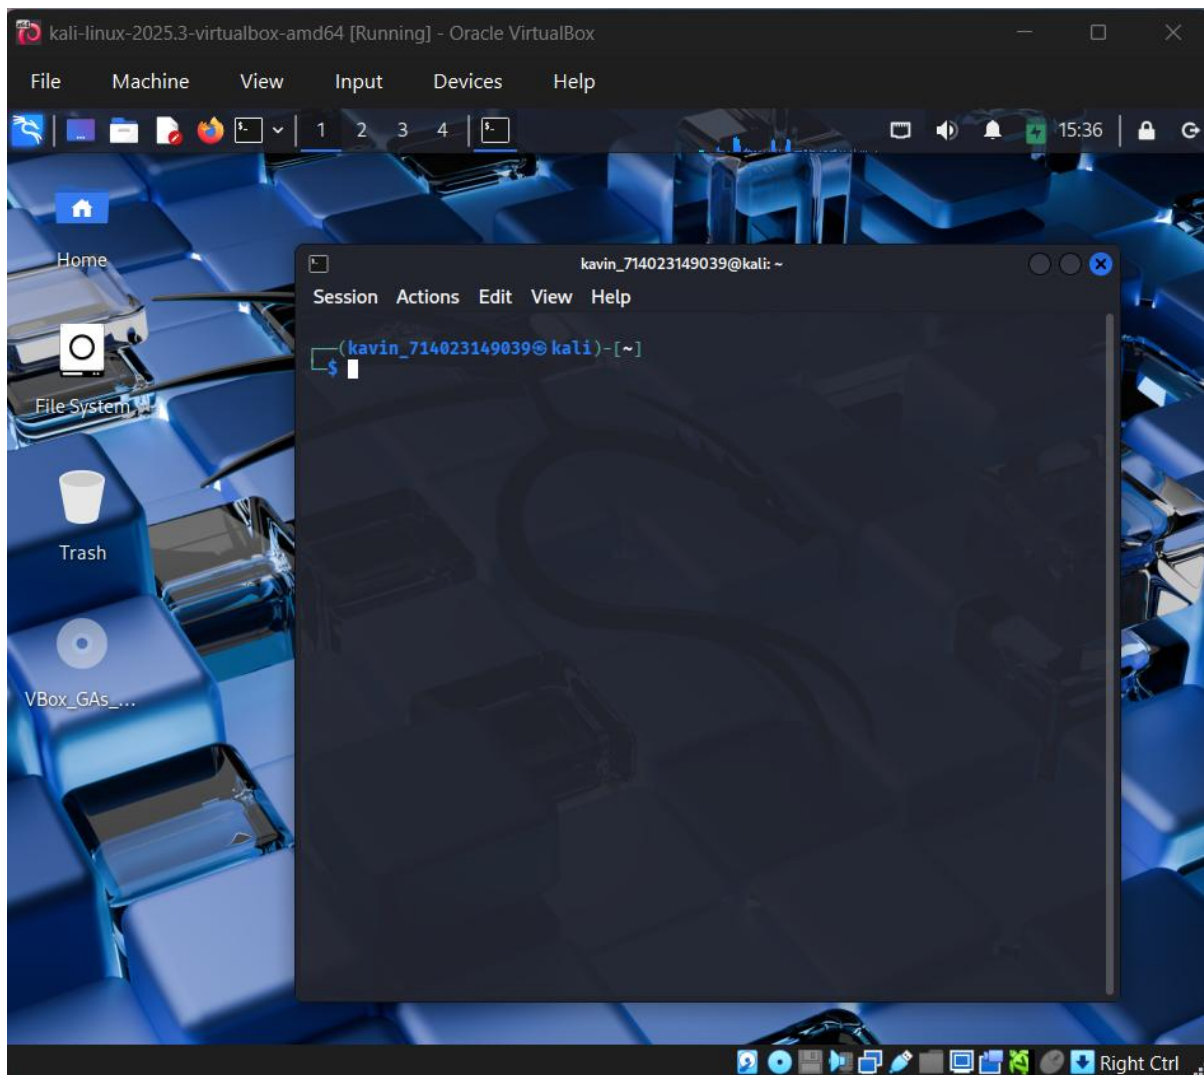 kali-linux-2025.3-virtualbox-amd64 [Running] - Oracle VirtualBox
File Machine View Input Devices Help
1 2 3 4 15:36
Home
kavin_714023149039@kali: ~
Session Actions Edit View Help
┌──(kavin_714023149039㉿kali)-[~]
└─$
File System
Trash
VBox_GAs_...
Right Ctrl